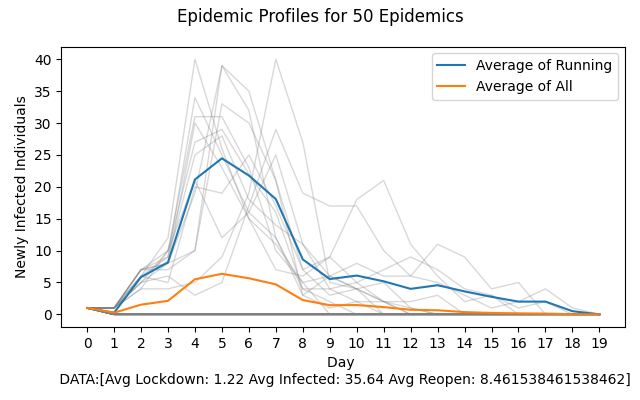 Epidemic Profiles for 50 Epidemics
Average of Running
Average of All
Newly Infected Individuals
40
35
30
25
20
15
10
5
0
0 1 2 3 4 5 6 7 8 9 10 11 12 13 14 15 16 17 18 19
Day
DATA:[Avg Lockdown: 1.22 Avg Infected: 35.64 Avg Reopen: 8.461538461538462]